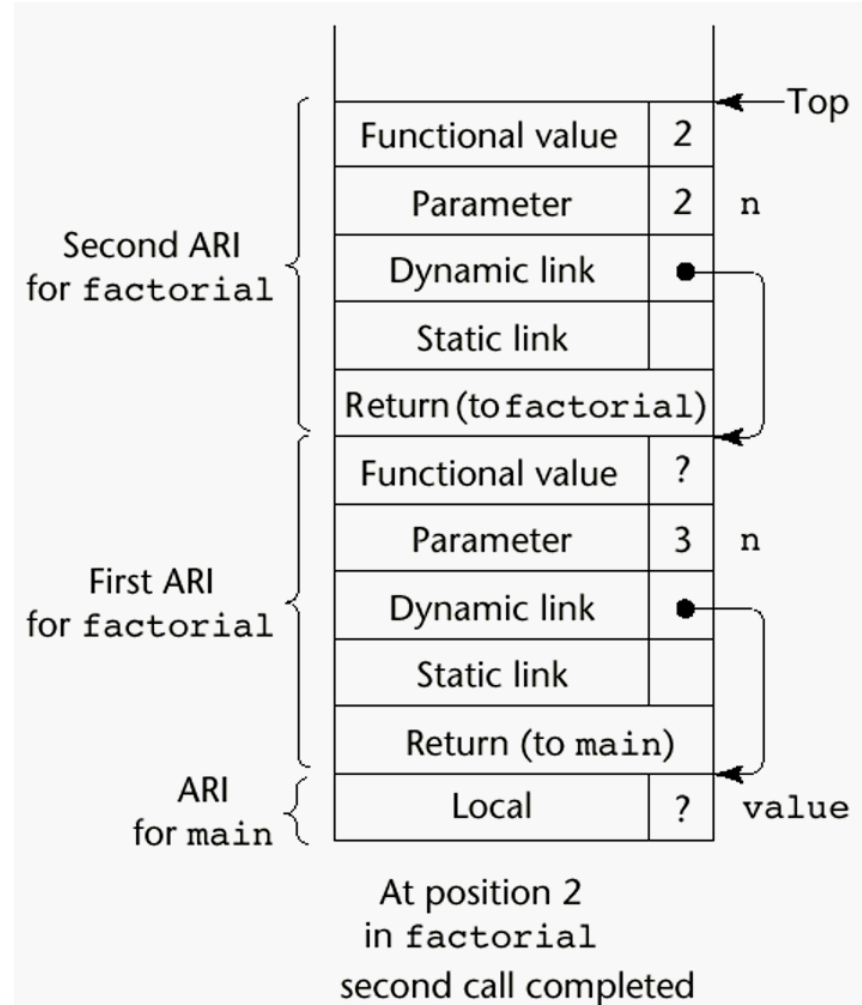 Top
Functional value 2
Parameter 2 n
Second ARI
for factorial
Dynamic link
Static link
Return (to factorial)
Functional value ?
Parameter 3 n
First ARI
for factorial
Dynamic link
Static link
Return (to main)
ARI
for main
Local ? value
At position 2
in factorial
second call completed